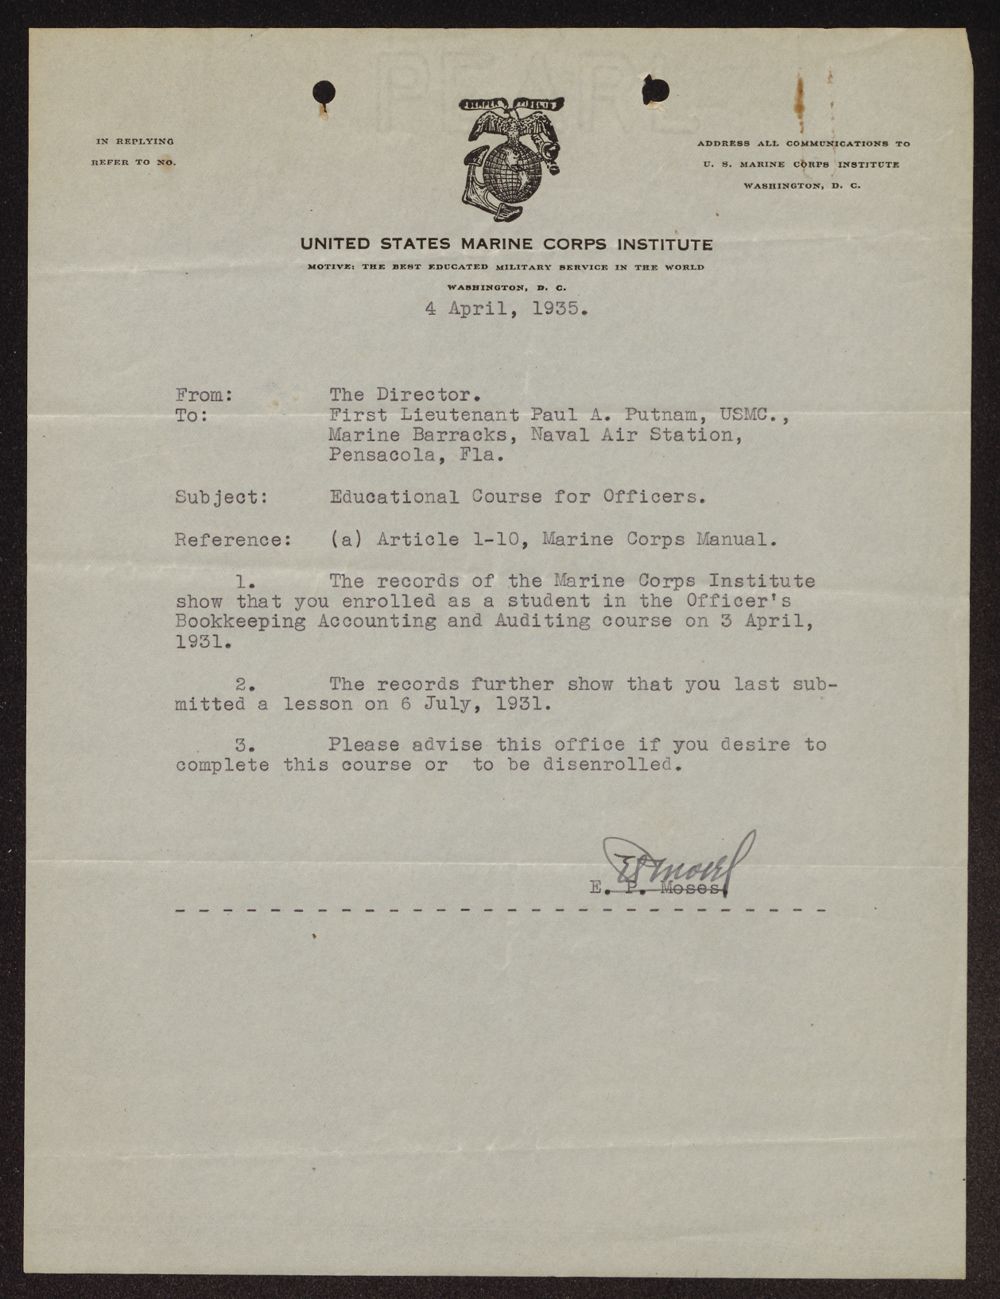 SEMPER FIDELIS
IN REPLYING
REFER TO NO.
ADDRESS ALL COMMUNICATIONS TO
U. S. MARINE CORPS INSTITUTE
WASHINGTON, D. C.
UNITED STATES MARINE CORPS INSTITUTE
MOTIVE: THE BEST EDUCATED MILITARY SERVICE IN THE WORLD
WASHINGTON, D. C.
4 April, 1935.
From: The Director.
To: First Lieutenant Paul A. Putnam, USMC.,
Marine Barracks, Naval Air Station,
Pensacola, Fla.
Subject: Educational Course for Officers.
Reference: (a) Article 1-10, Marine Corps Manual.
1. The records of the Marine Corps Institute
show that you enrolled as a student in the Officer's
Bookkeeping Accounting and Auditing course on 3 April,
1931.
2. The records further show that you last sub-
mitted a lesson on 6 July, 1931.
3. Please advise this office if you desire to
complete this course or to be disenrolled.
EPMoses
E. P. Moses